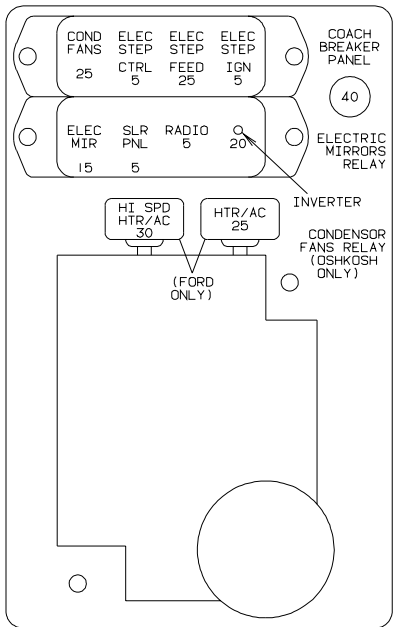 COND ELEC ELEC ELEC
FANS STEP STEP STEP
25 CTRL FEED IGN
5 25 5
COACH
BREAKER
PANEL
40
ELEC SLR RADIO
MIR PNL 5 20
15 5
ELECTRIC
MIRRORS
RELAY
INVERTER
HI SPD
HTR/AC
30
HTR/AC
25
(FORD
ONLY)
CONDENSOR
FANS RELAY
(OSHKOSH
ONLY)